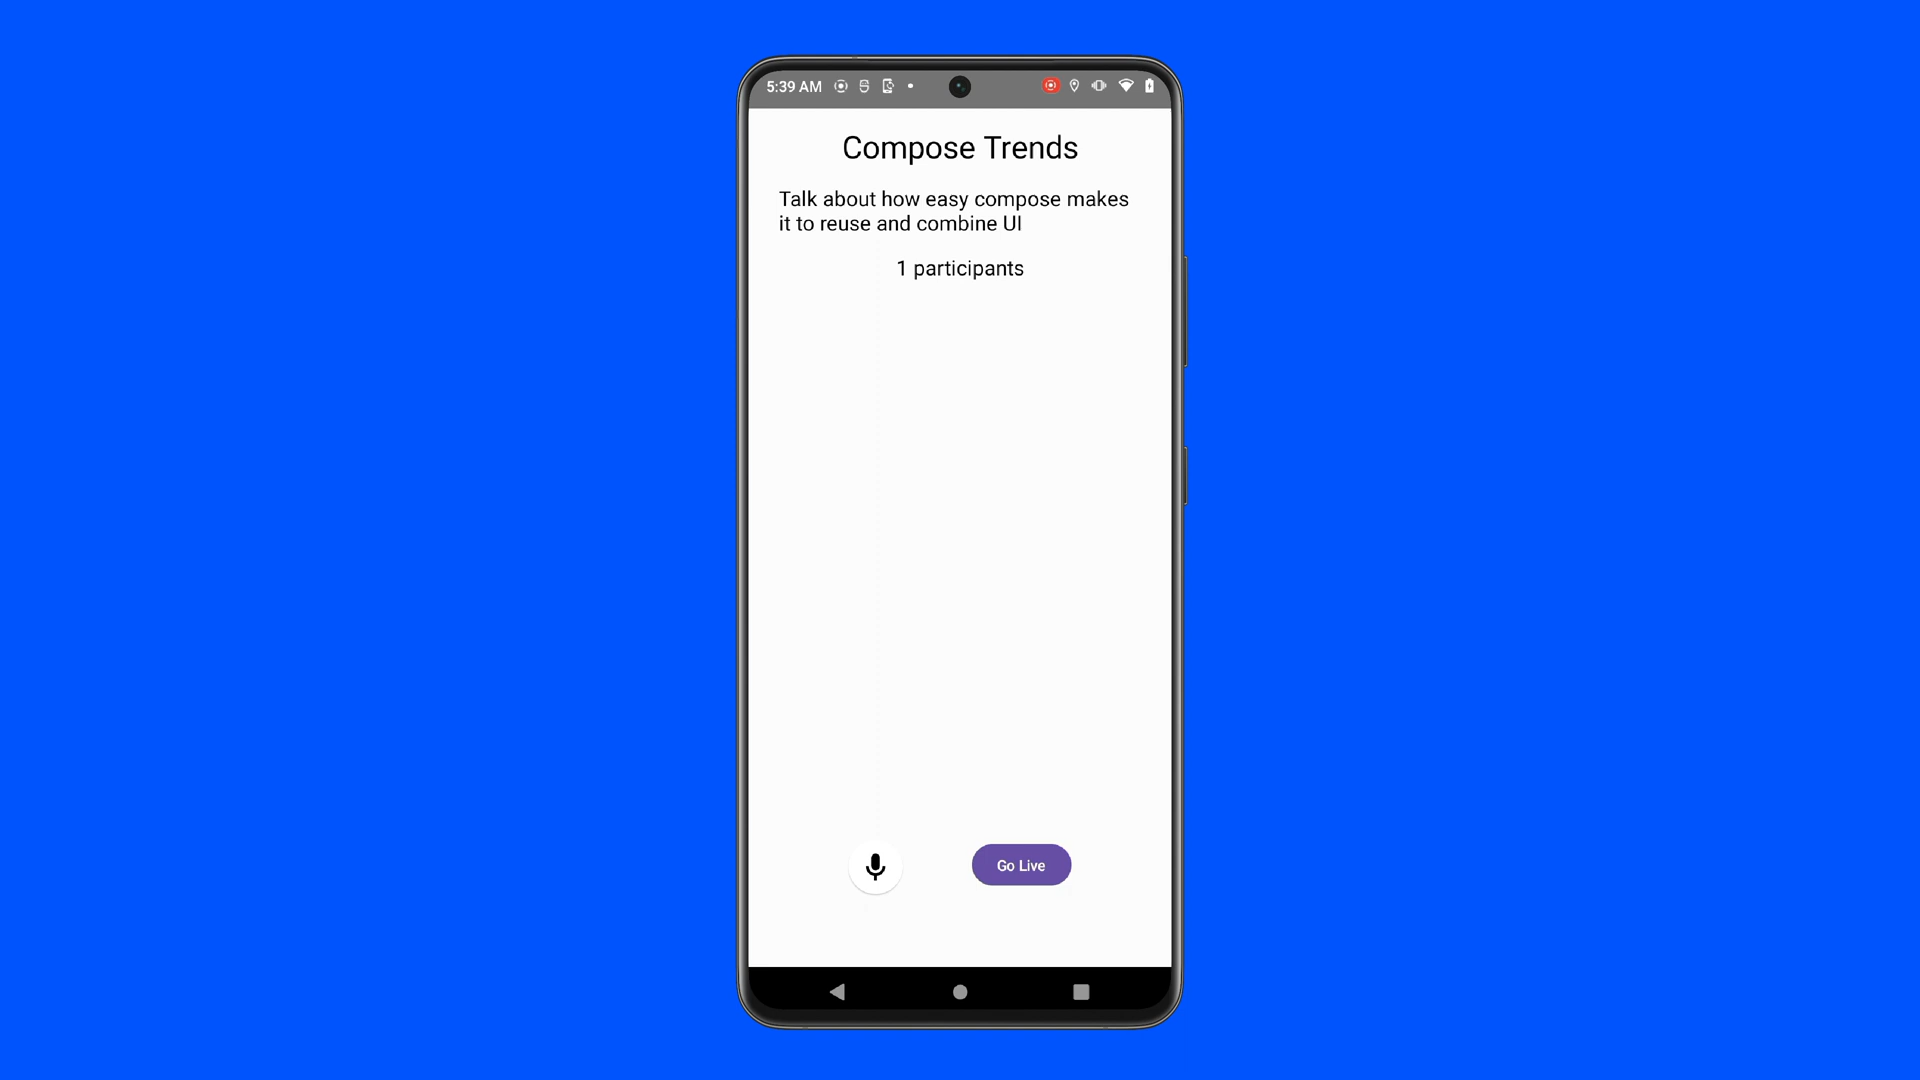 5:39 AM
Compose Trends
Talk about how easy compose makes
it to reuse and combine UI
1 participants
Go Live